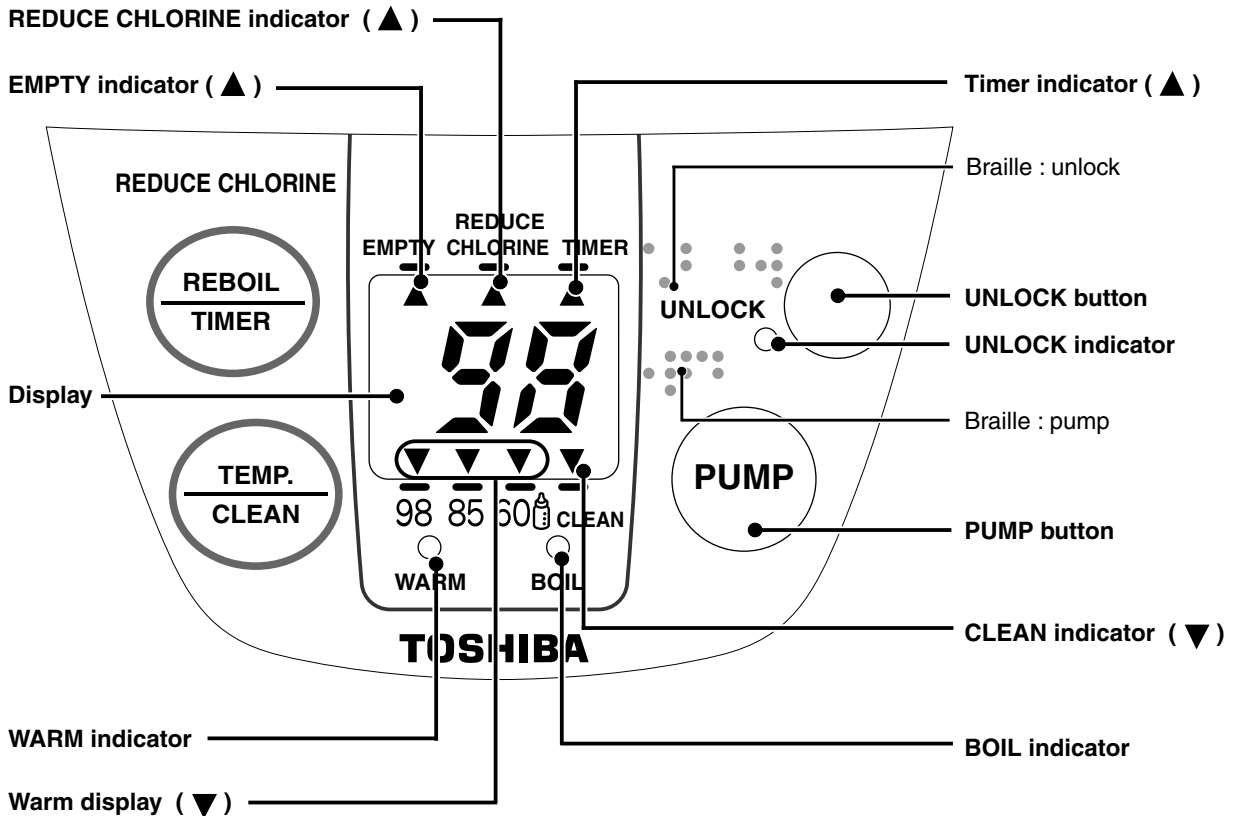 REDUCE CHLORINE indicator ( ▲ )
EMPTY indicator ( ▲ )
Timer indicator ( ▲ )
Braille : unlock
REDUCE CHLORINE
REDUCE
EMPTY CHLORINE TIMER
REBOIL
TIMER
UNLOCK
UNLOCK button
UNLOCK indicator
98
Display
Braille : pump
TEMP.
CLEAN
PUMP
98 85 60 CLEAN
PUMP button
WARM BOIL
TOSHIBA
CLEAN indicator ( ▼ )
WARM indicator
BOIL indicator
Warm display ( ▼ )